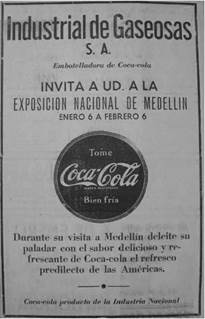 Industrial de Gaseosas
S. A.
Embotelladora de Coca-cola
INVITA A UD. A LA
EXPOSICION NACIONAL DE MEDELLIN
ENERO 6 A FEBRERO 6
Tome
Coca-Cola
Bien fría
Durante su visita a Medellín deleite su
paladar con el sabor delicioso y re-
frescante de Coca-cola el refresco
predilecto de las Américas.
Coca-cola producto de la Industria Nacional